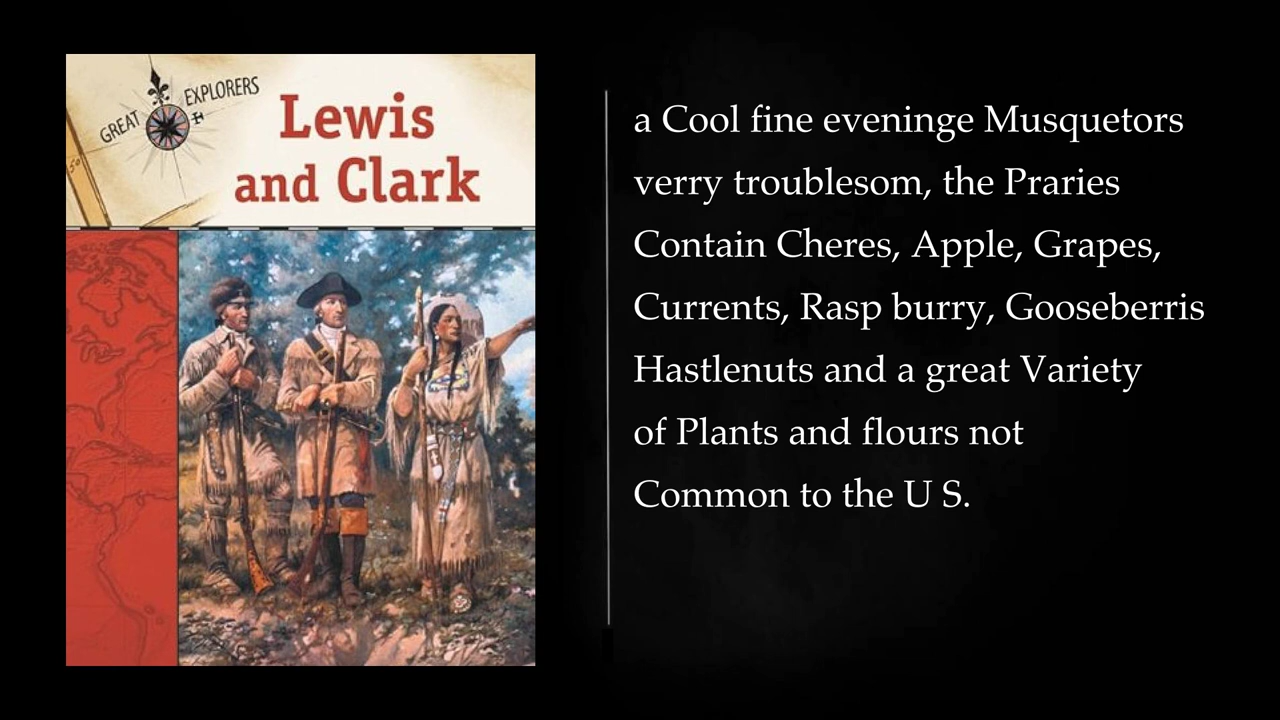 GREAT EXPLORERS
Lewis
and Clark
50
a Cool fine eveninge Musquetors
verry troublesom, the Praries
Contain Cheres, Apple, Grapes,
Currents, Rasp burry, Gooseberris
Hastlenuts and a great Variety
of Plants and flours not
Common to the U S.